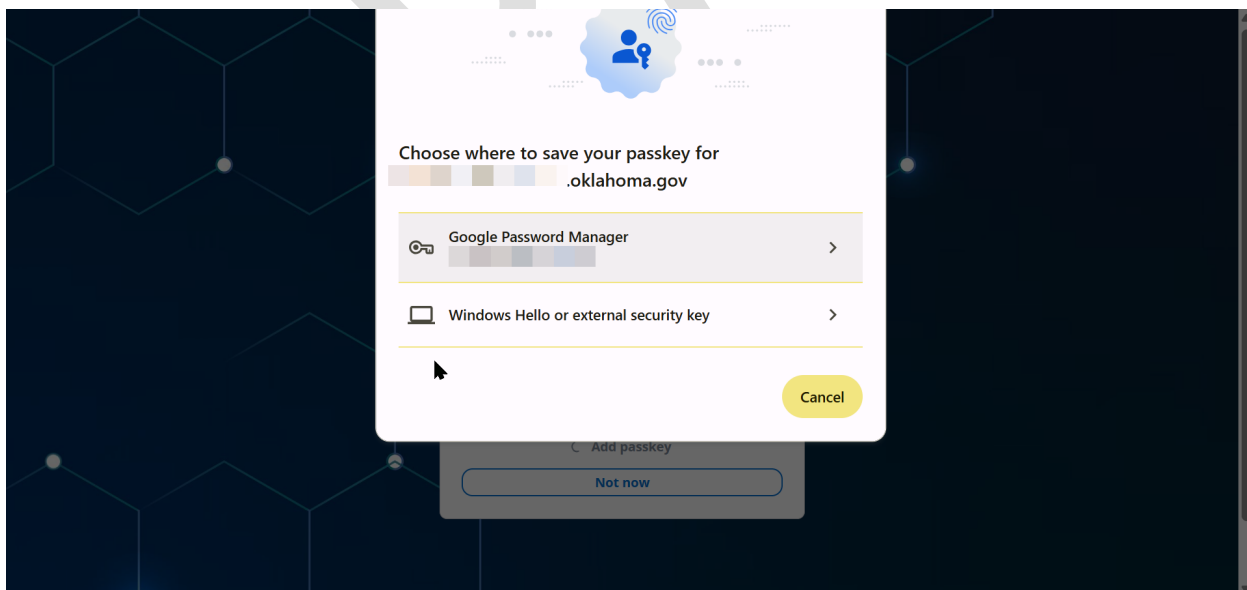 Choose where to save your passkey for
.oklahoma.gov
Google Password Manager
Windows Hello or external security key
Cancel
Add passkey
Not now